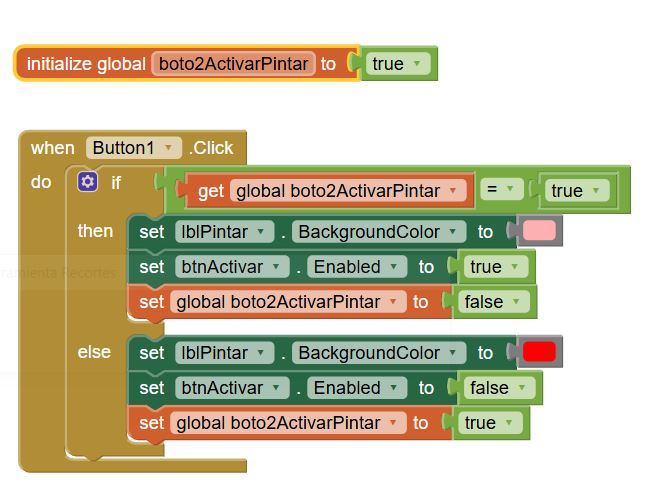 initialize global boto2ActivarPintar to true
when Button1 .Click
do if get global boto2ActivarPintar = true
then set lblPintar . BackgroundColor to
set btnActivar . Enabled to true
ramienta Recortes
set global boto2ActivarPintar to false
else set lblPintar . BackgroundColor to
set btnActivar . Enabled to false
set global boto2ActivarPintar to true